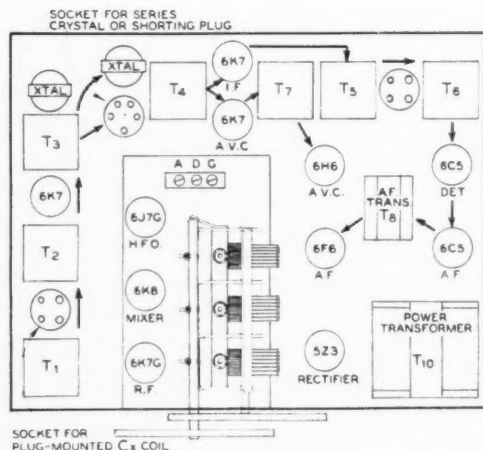 SOCKET FOR SERIES
CRYSTAL OR SHORTING PLUG
XTAL
XTAL
T3
T4
6K7
I.F
6K7
A.V.C
T7
T5
T6
6K7
A D G
6H6
A.V.C.
6C5
DET
A.F.
TRANS.
T8
6J7G
H.F.O.
6F6
A.F
6C5
A.F
T2
6K8
MIXER
T1
6K7G
R.F
5Z3
RECTIFIER
POWER
TRANSFORMER
T10
SOCKET FOR
PLUG-MOUNTED Cx COIL